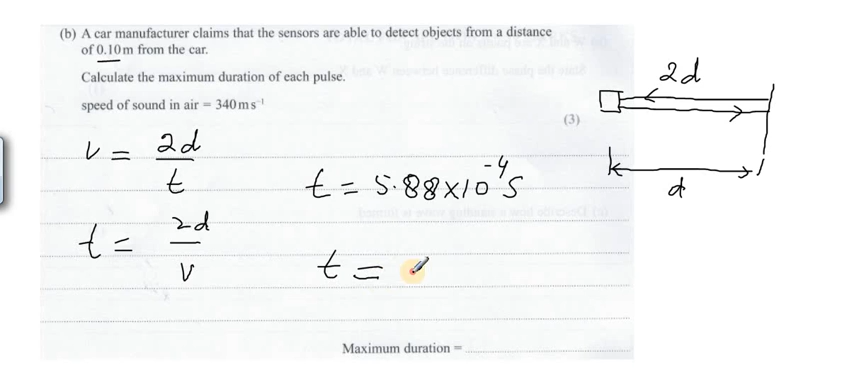 (b) A car manufacturer claims that the sensors are able to detect objects from a distance
of 0.10 m from the car.
Calculate the maximum duration of each pulse.
speed of sound in air = 340 m s⁻¹
(3)
v = 2d/t
t = 2d/v
t = 5.88×10⁻⁴ s
t =
Maximum duration =
2d
d